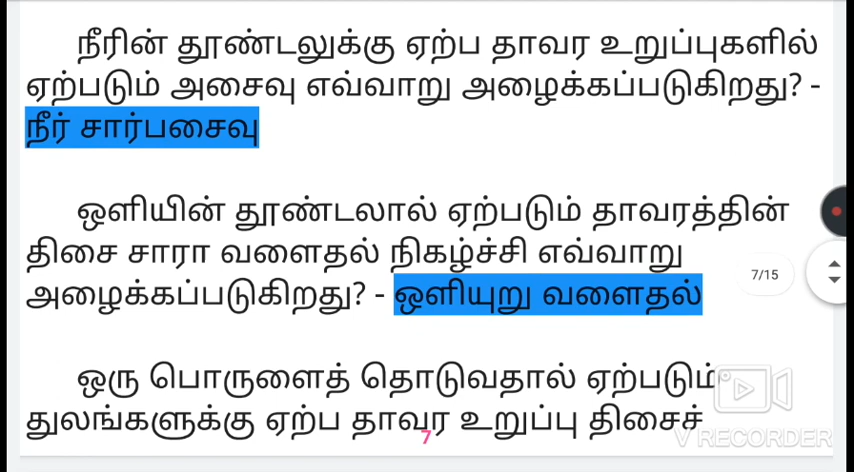 நீரின் தூண்டலுக்கு ஏற்ப தாவர உறுப்புகளில்
ஏற்படும் அசைவு எவ்வாறு அழைக்கப்படுகிறது? -
நீர் சார்பசைவு
ஒளியின் தூண்டலால் ஏற்படும் தாவரத்தின்
திசை சாரா வளைதல் நிகழ்ச்சி எவ்வாறு
அழைக்கப்படுகிறது? - ஒளியுறு வளைதல்
7/15
ஒரு பொருளைத் தொடுவதால் ஏற்படும்
துலங்களுக்கு ஏற்ப தாவர உறுப்பு திசைச்
7
V RECORDER